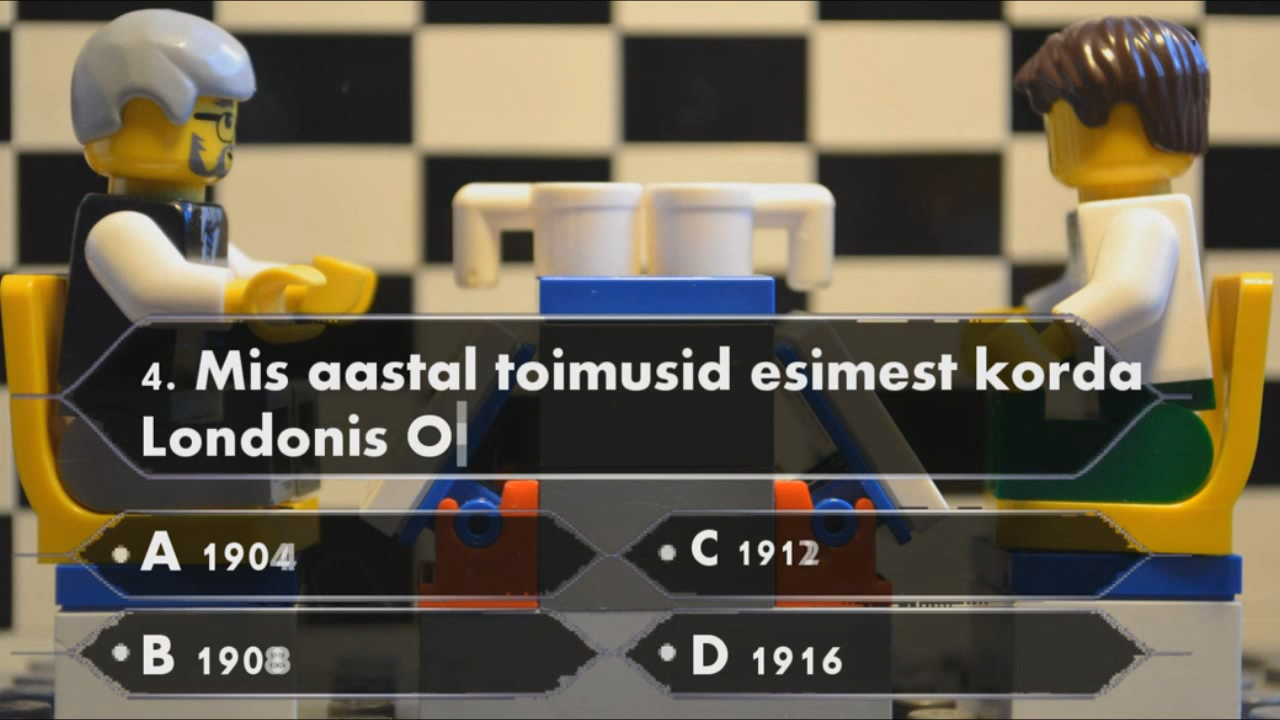 4. Mis aastal toimusid esimest korda
Londonis O
A 1904
C 1912
B 1908
D 1916